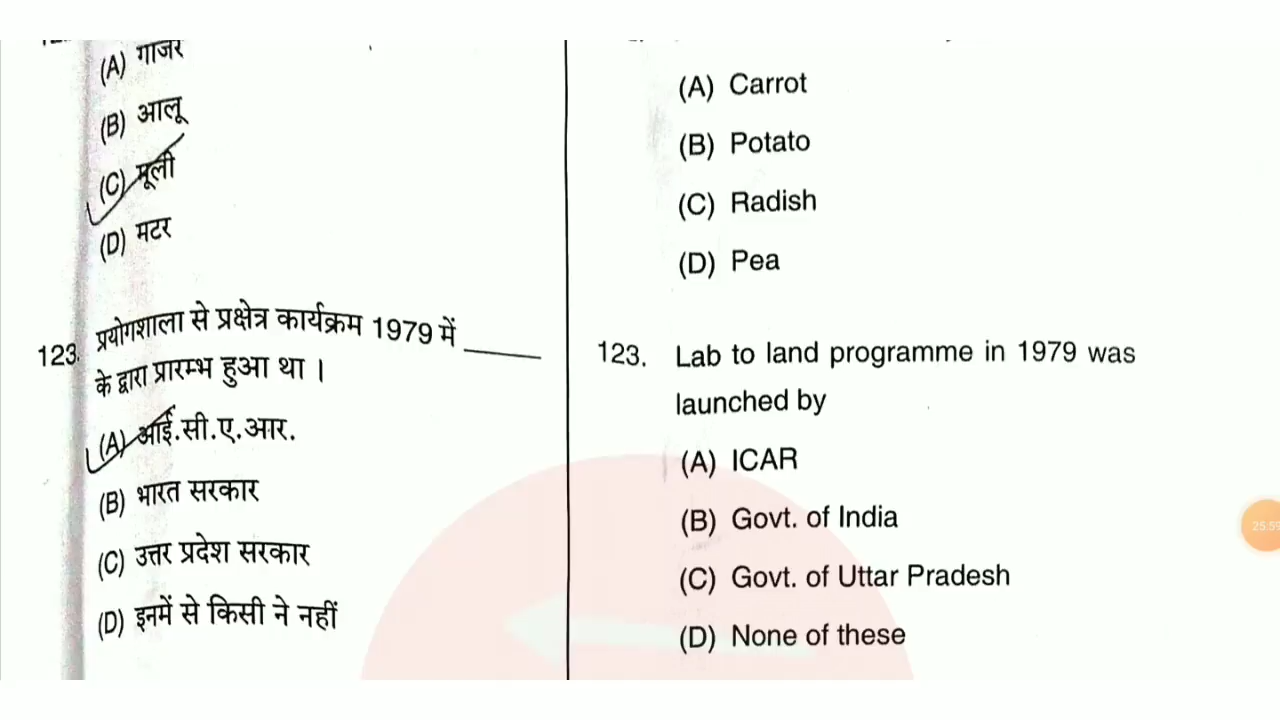 (A) गाजर
(B) आलू
(C) मूली
(D) मटर
123. प्रयोगशाला से प्रक्षेत्र कार्यक्रम 1979 में ______
के द्वारा प्रारम्भ हुआ था ।
(A) आई.सी.ए.आर.
(B) भारत सरकार
(C) उत्तर प्रदेश सरकार
(D) इनमें से किसी ने नहीं
(A) Carrot
(B) Potato
(C) Radish
(D) Pea
123. Lab to land programme in 1979 was
launched by
(A) ICAR
(B) Govt. of India
(C) Govt. of Uttar Pradesh
(D) None of these